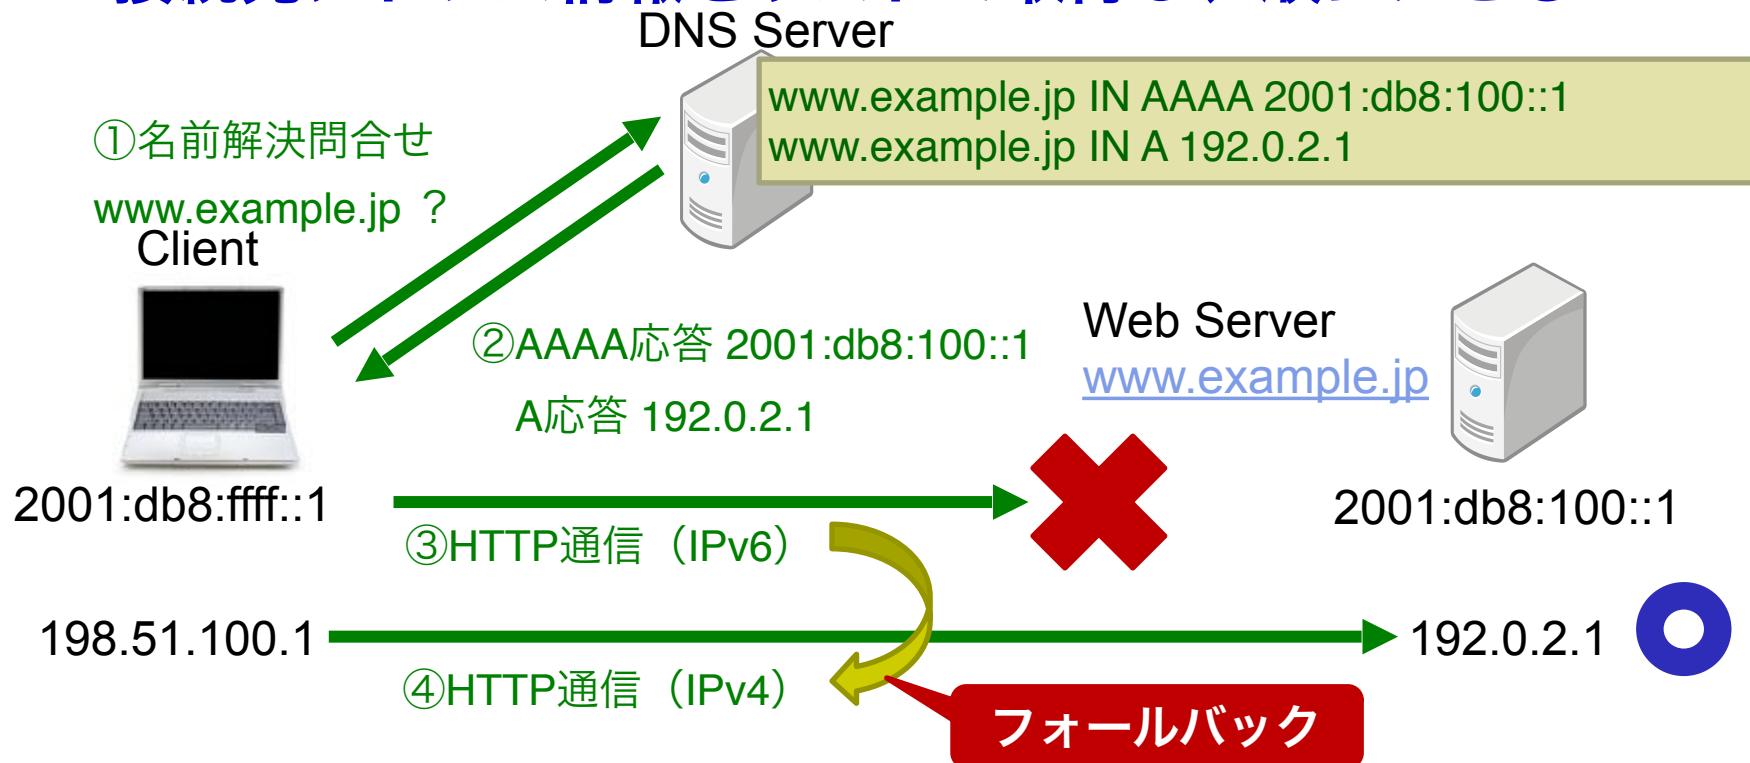 DNS Server
www.example.jp IN AAAA 2001:db8:100::1
www.example.jp IN A 192.0.2.1
①名前解決問合せ
www.example.jp ？
Client
②AAAA応答 2001:db8:100::1
A応答 192.0.2.1
Web Server
www.example.jp
2001:db8:ffff::1
2001:db8:100::1
③HTTP通信（IPv6）
198.51.100.1
192.0.2.1
④HTTP通信（IPv4）
フォールバック